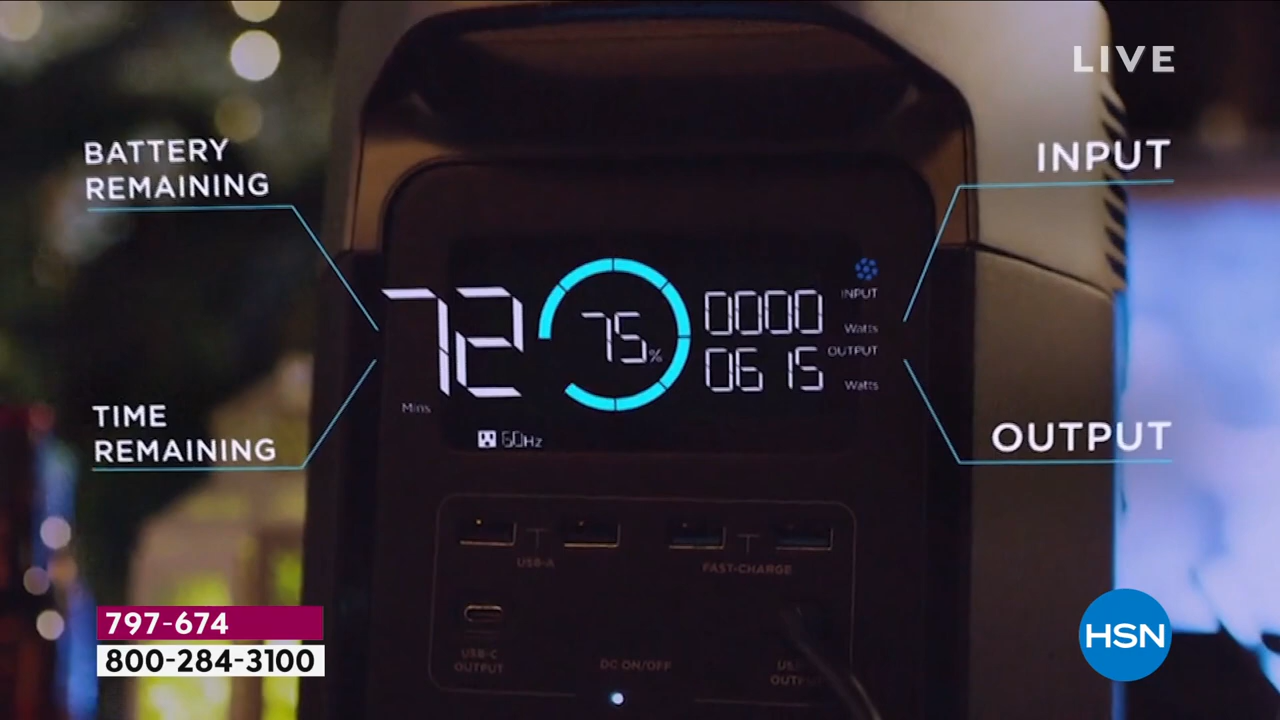 LIVE
BATTERY
REMAINING
INPUT
72
Mins
75%
0000
INPUT
Watts
0615
OUTPUT
Watts
60Hz
TIME
REMAINING
OUTPUT
USB-A
FAST-CHARGE
USB-C
OUTPUT
DC ON/OFF
797-674
800-284-3100
HSN